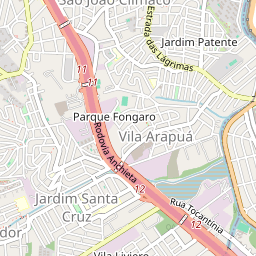 São João Clímaco
Estrada das Lágrimas
Jardim Patente
11
11
Parque Fongaro
Rodovia Anchieta
Vila Arapuá
Jardim Santa
Cruz
12
12
Rua Tocantínia
dor
Vila Liviero